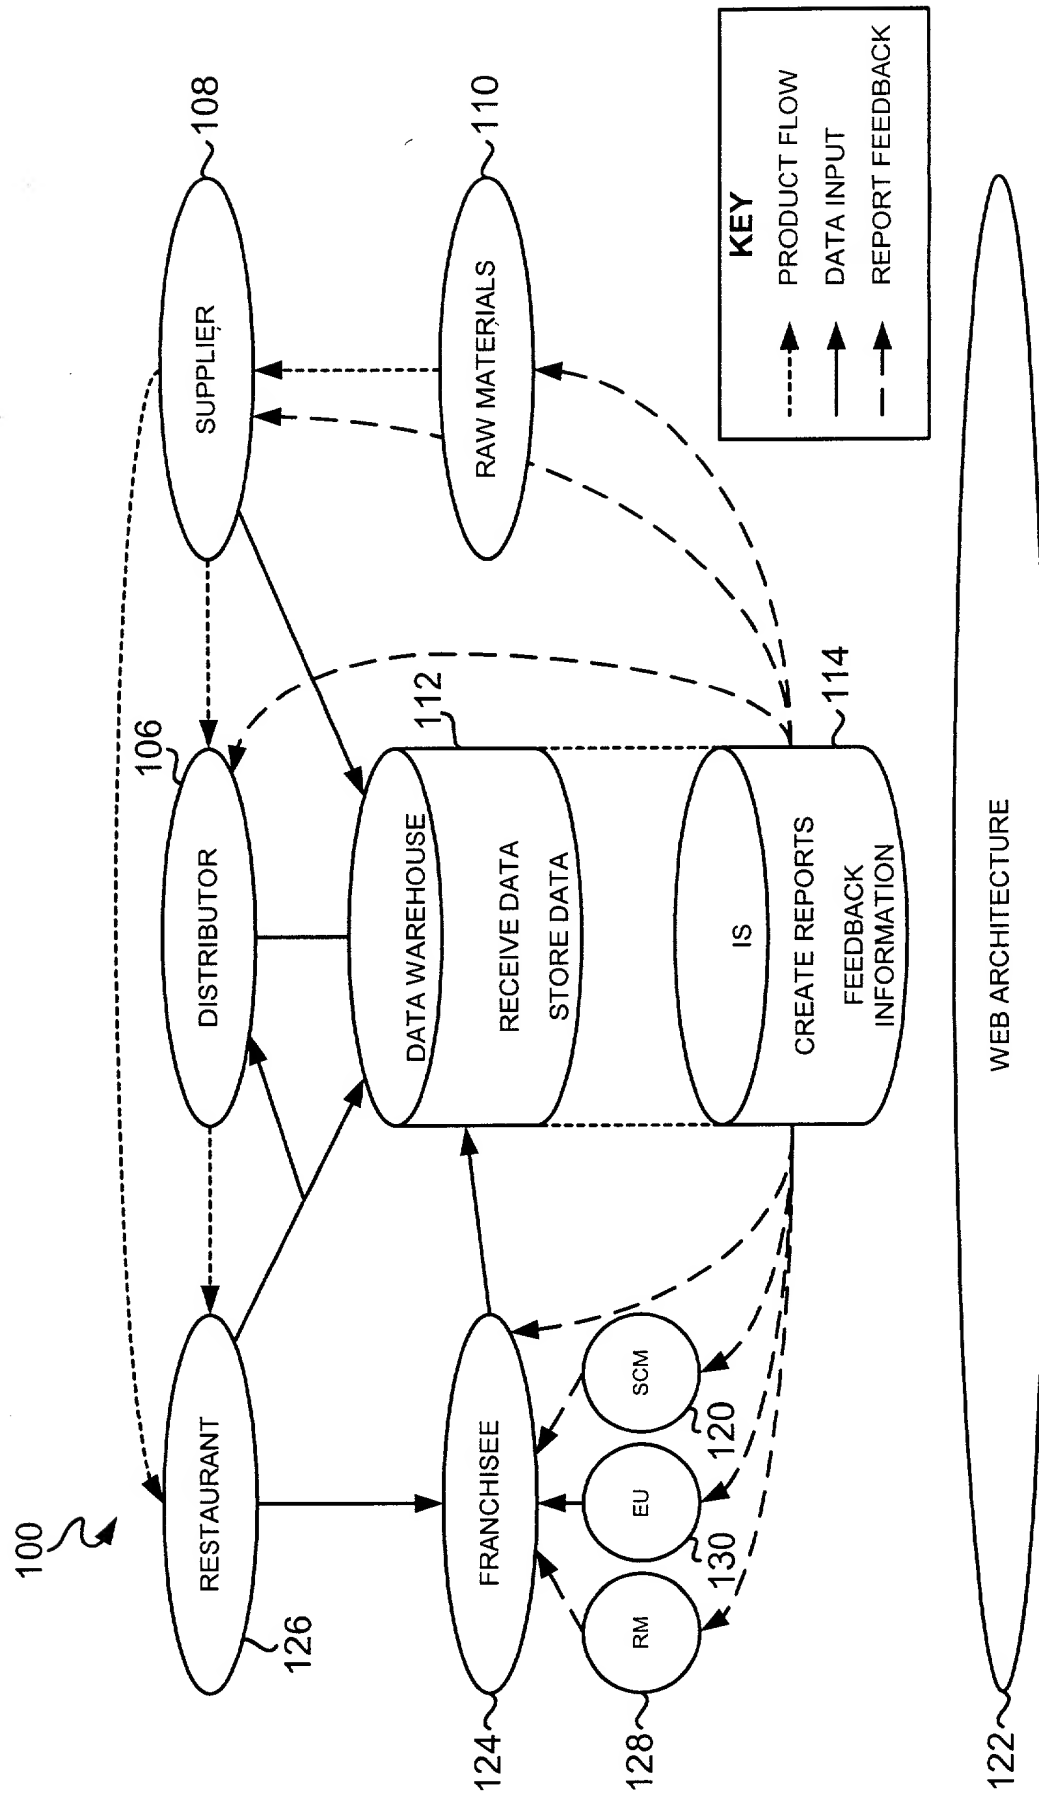 100
126
RESTAURANT
106
DISTRIBUTOR
108
SUPPLIER
124
FRANCHISEE
112
DATA WAREHOUSE
RECEIVE DATA
STORE DATA
110
RAW MATERIALS
128
RM
130
EU
120
SCM
114
IS
CREATE REPORTS
FEEDBACK
INFORMATION
KEY
PRODUCT FLOW
DATA INPUT
REPORT FEEDBACK
122
WEB ARCHITECTURE